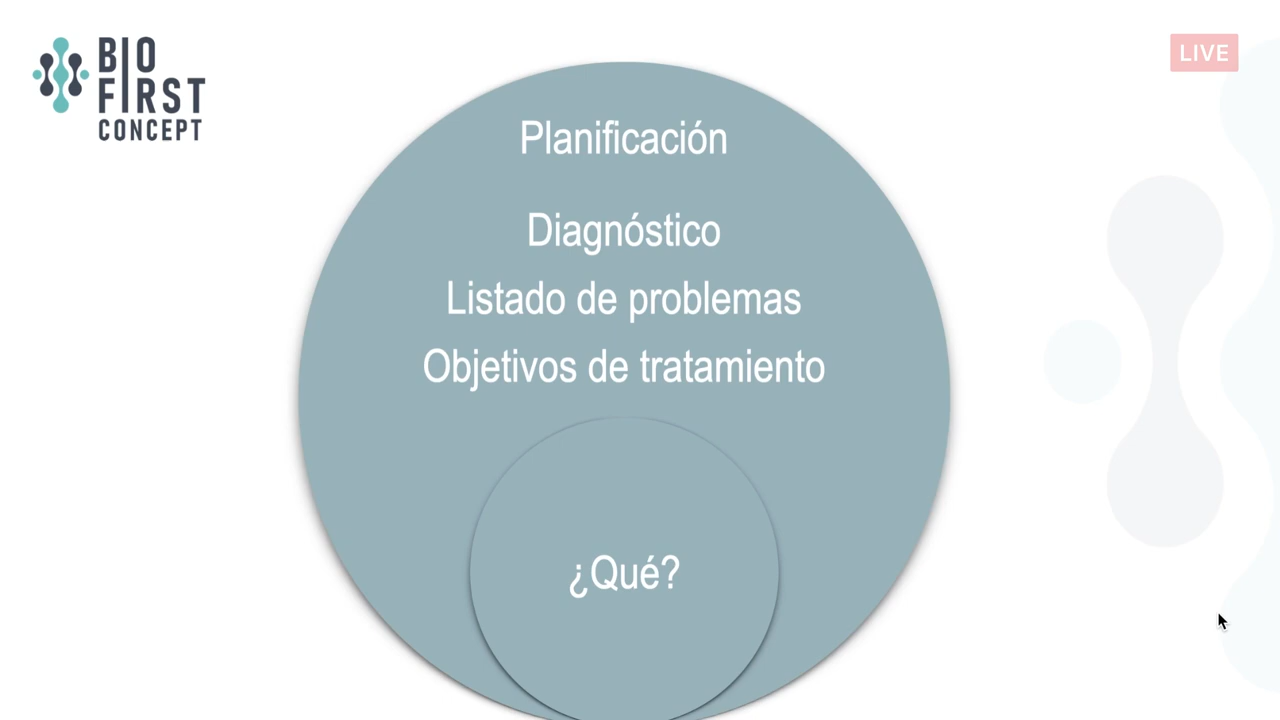 BIO
FIRST
CONCEPT
LIVE
Planificación
Diagnóstico
Listado de problemas
Objetivos de tratamiento
¿Qué?